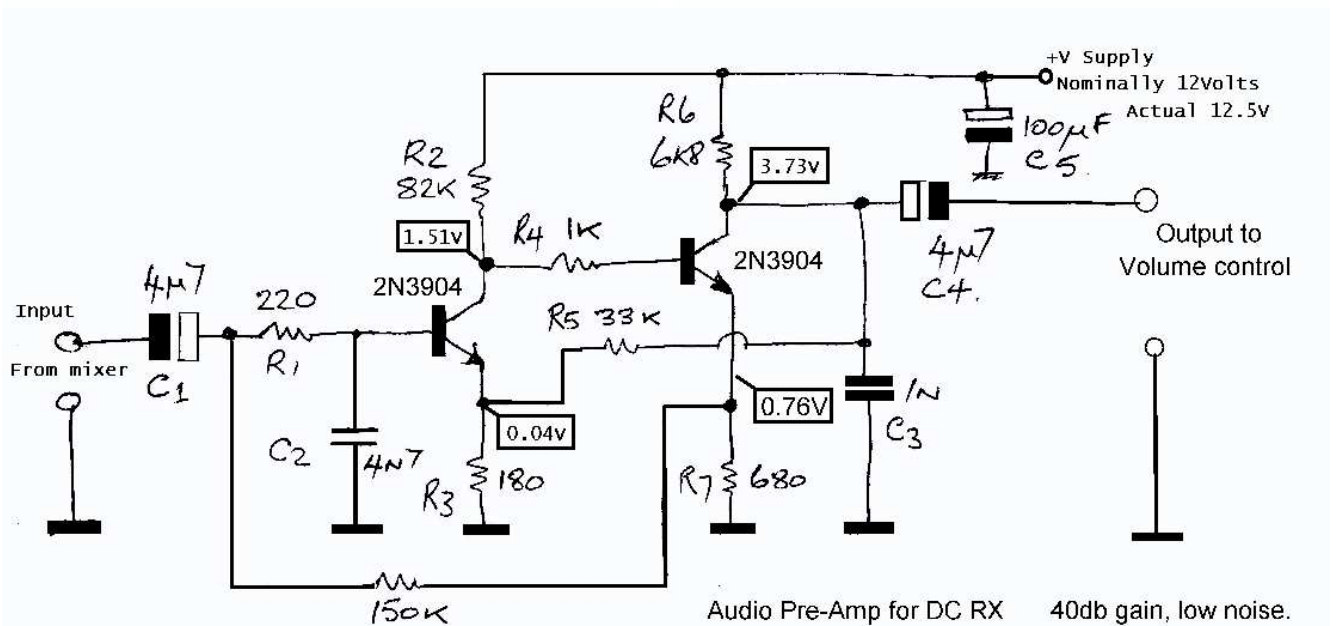 +V Supply
Nominally 12Volts
Actual 12.5V
R6
6K8
100μF
C5.
R2
82K
3.73v
1.51v
R4 1K
2N3904
4μ7
C4.
Output to
Volume control
4μ7
220
2N3904
Input
From mixer
R1
C1
R5 33K
0.76V
1N
C3
0.04v
C2
4N7
R3
180
R7
680
150K
Audio Pre-Amp for DC RX 40db gain, low noise.